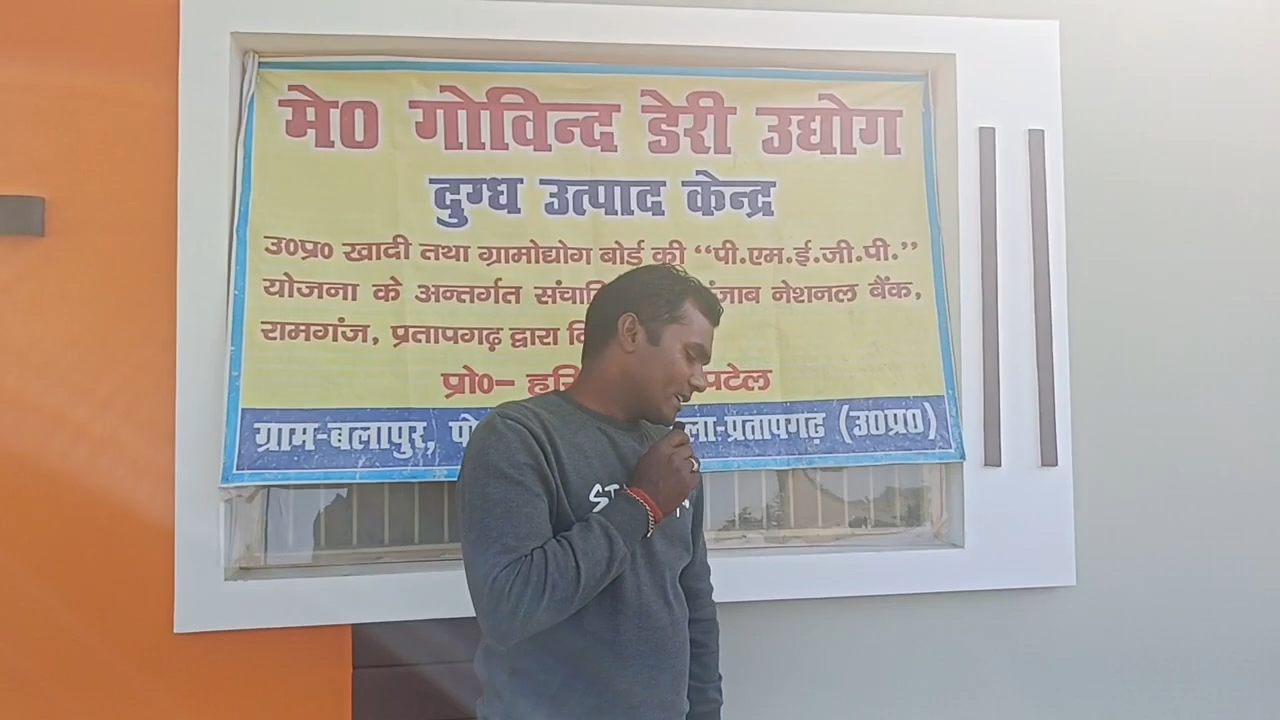 मे० गोविन्द डेरी उद्योग
दुग्ध उत्पाद केन्द्र
उ०प्र० खादी तथा ग्रामोद्योग बोर्ड की “पी.एम.ई.जी.पी.”
योजना के अन्तर्गत नेशनल बैंक,
रामगंज, प्रतापगढ़ द्वारा
प्रो०– पटेल
ग्राम-बलापुर, प्रतापगढ़ (उ०प्र०)